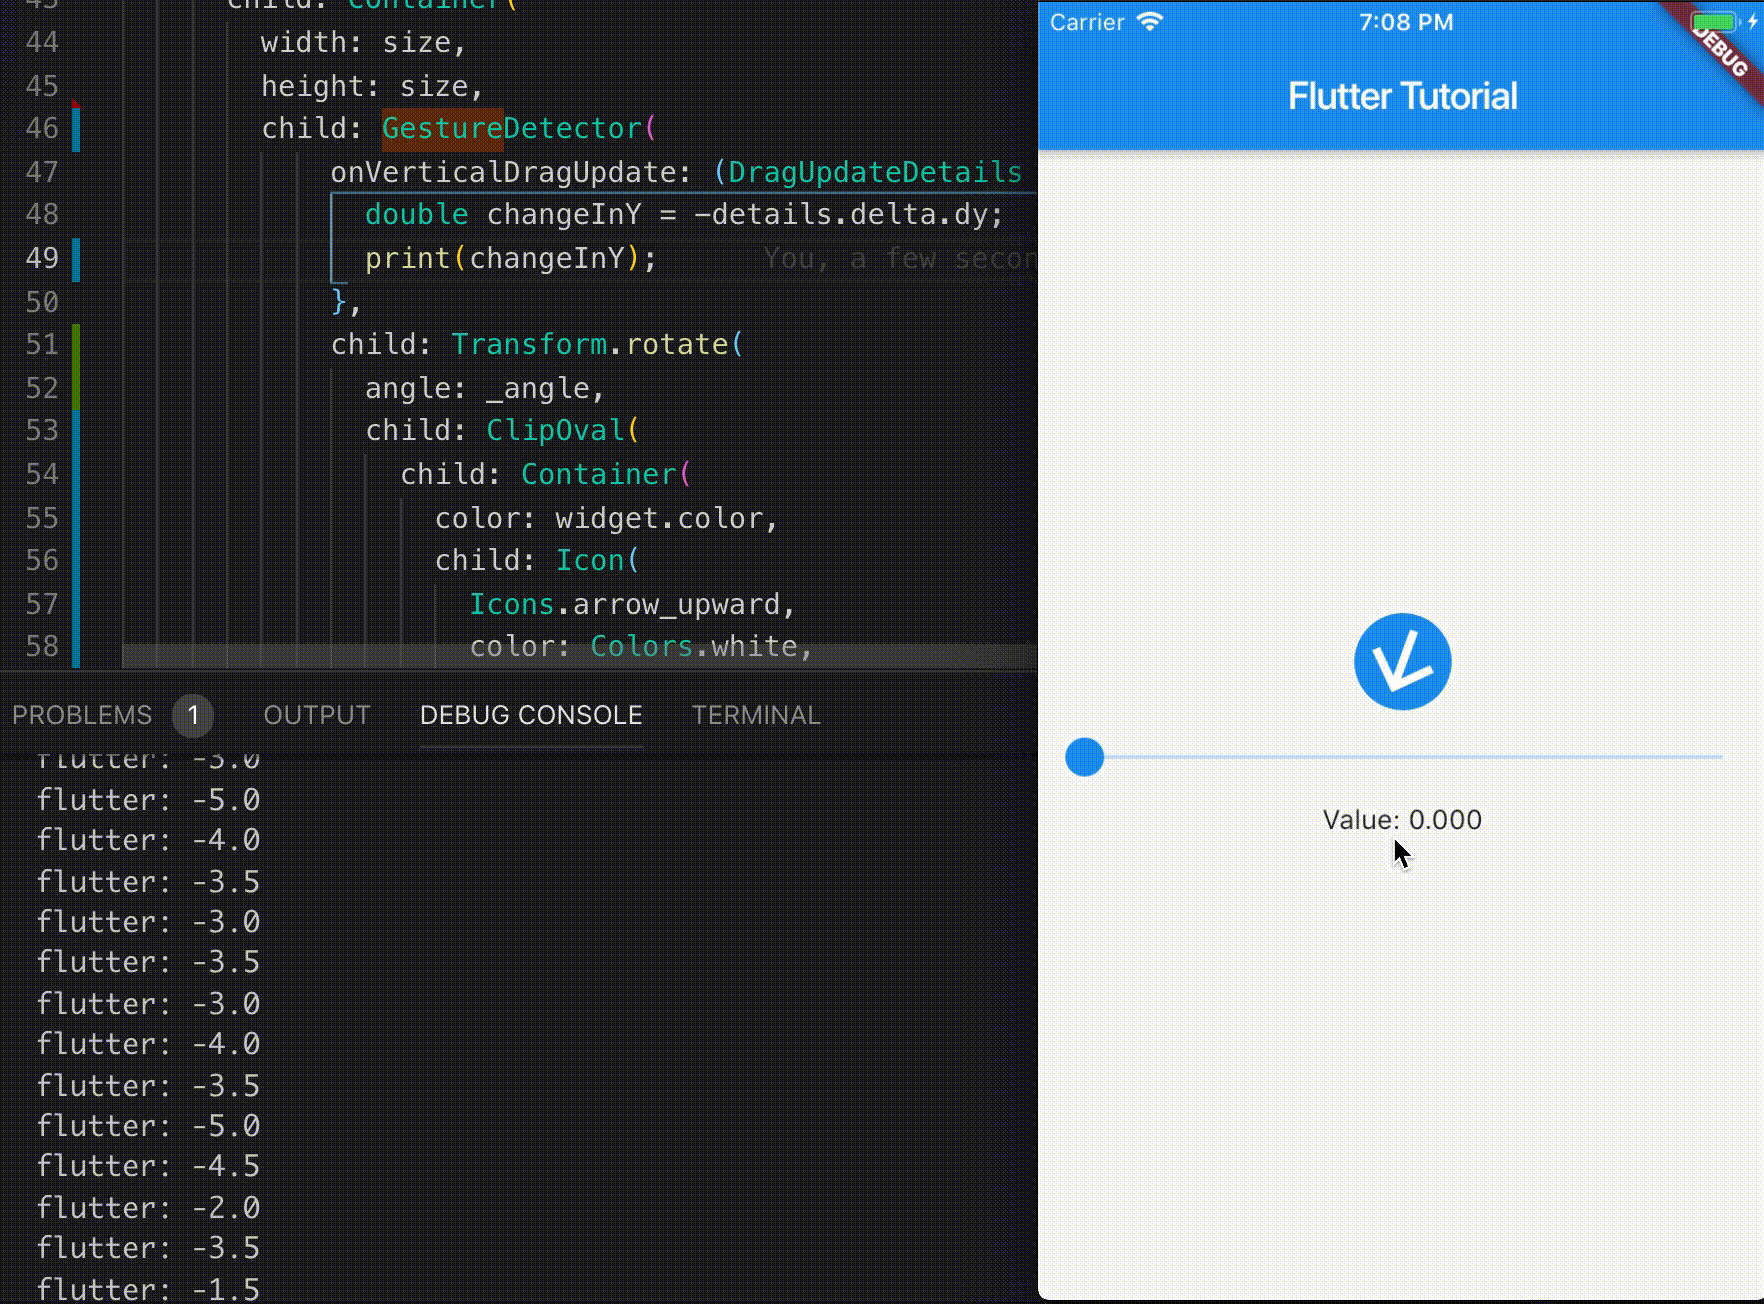 43 child: Container(
44 width: size,
45 height: size,
46 child: GestureDetector(
47 onVerticalDragUpdate: (DragUpdateDetails
48 double changeInY = -details.delta.dy;
49 print(changeInY); You, a few secon
50 },
51 child: Transform.rotate(
52 angle: _angle,
53 child: ClipOval(
54 child: Container(
55 color: widget.color,
56 child: Icon(
57 Icons.arrow_upward,
58 color: Colors.white,
PROBLEMS 1 OUTPUT DEBUG CONSOLE TERMINAL
flutter: -3.0
flutter: -5.0
flutter: -4.0
flutter: -3.5
flutter: -3.0
flutter: -3.5
flutter: -3.0
flutter: -4.0
flutter: -3.5
flutter: -5.0
flutter: -4.5
flutter: -2.0
flutter: -3.5
flutter: -1.5
Carrier 7:08 PM
DEBUG
Flutter Tutorial
Value: 0.000